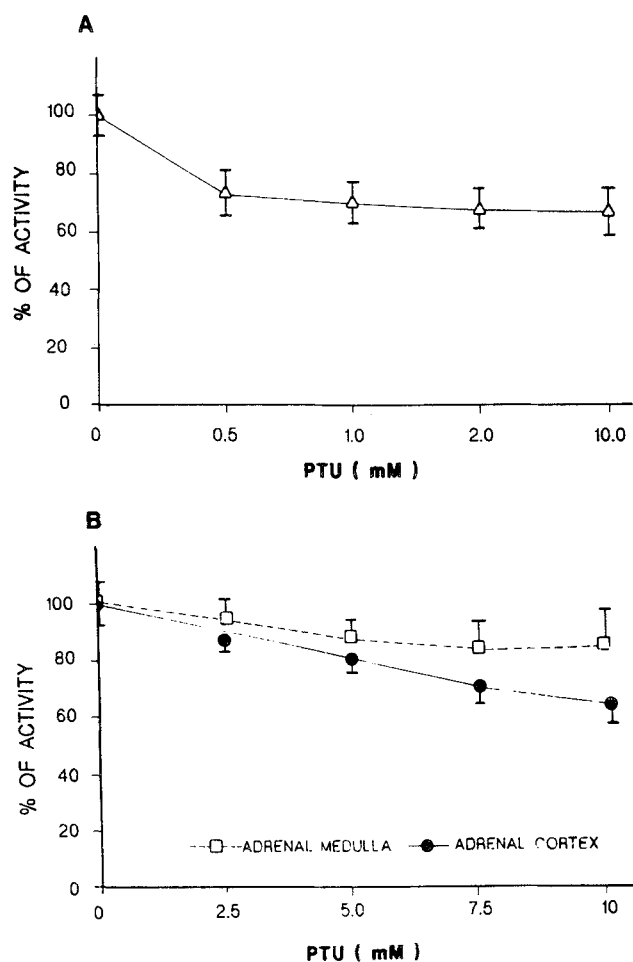 A
% OF ACTIVITY
100
80
60
40
20
0
0 0.5 1.0 2.0 10.0
PTU ( mM )
B
% OF ACTIVITY
100
80
60
40
20
0
ADRENAL MEDULLA ADRENAL CORTEX
0 2.5 5.0 7.5 10
PTU ( mM )